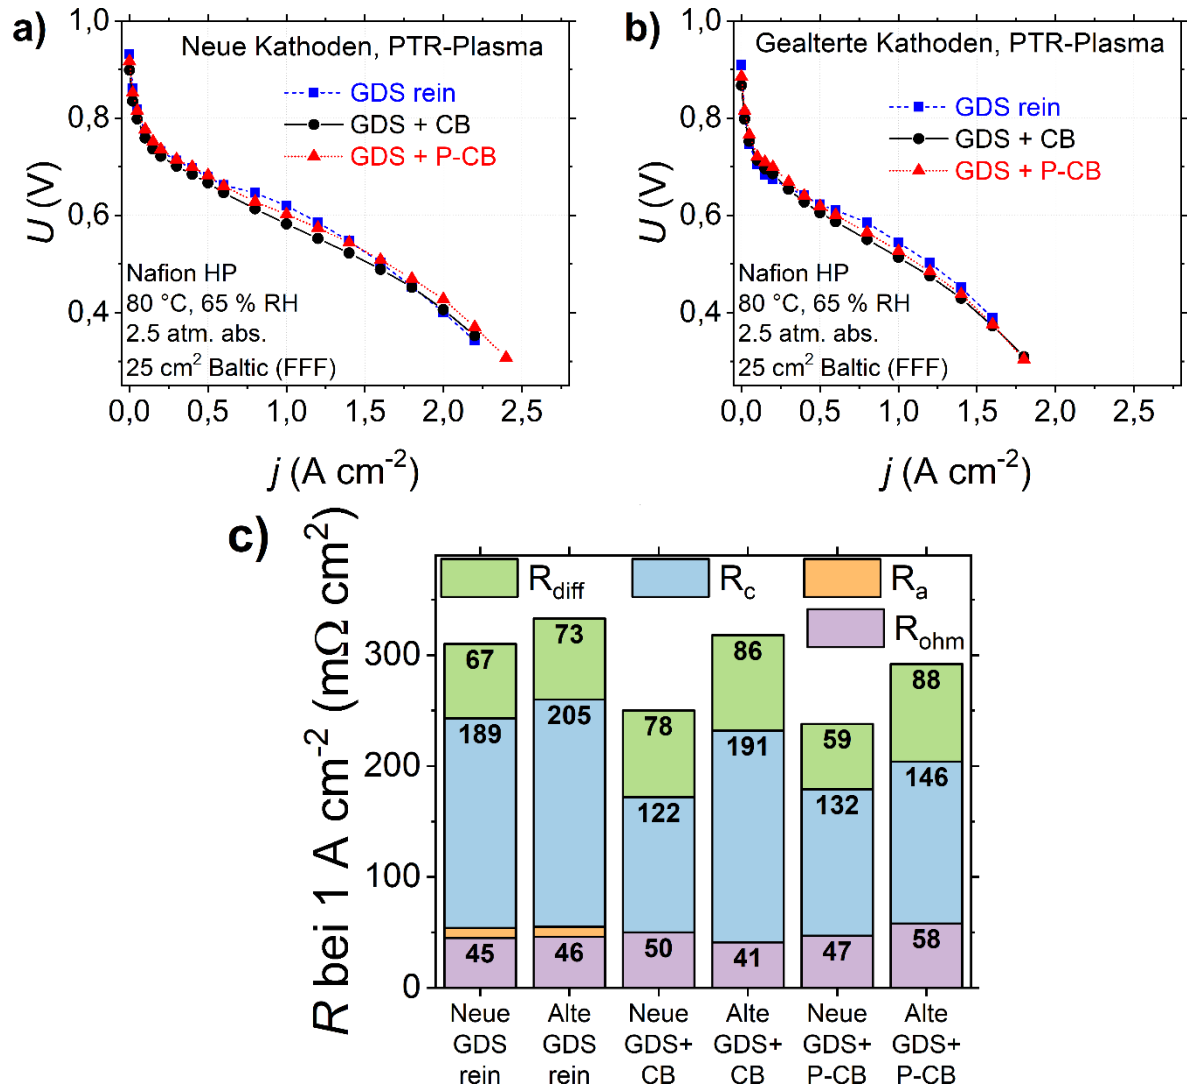 a)
Neue Kathoden, PTR-Plasma
GDS rein
GDS + CB
GDS + P-CB
Nafion HP
80 °C, 65 % RH
2.5 atm. abs.
25 cm² Baltic (FFF)
U (V)
1,0
0,8
0,6
0,4
0,0 0,5 1,0 1,5 2,0 2,5
j (A cm⁻²)
b)
Gealterte Kathoden, PTR-Plasma
GDS rein
GDS + CB
GDS + P-CB
Nafion HP
80 °C, 65 % RH
2.5 atm. abs.
25 cm² Baltic (FFF)
U (V)
1,0
0,8
0,6
0,4
0,0 0,5 1,0 1,5 2,0 2,5
j (A cm⁻²)
c)
R bei 1 A cm⁻² (mΩ cm²)
R_diff R_c R_a
R_ohm
300
200
100
0
67 73 78 86 59 88
189 205 122 191 132 146
45 46 50 41 47 58
Neue Alte Neue Alte Neue Alte
GDS GDS GDS+ GDS+ GDS+ GDS+
rein rein CB CB P-CB P-CB